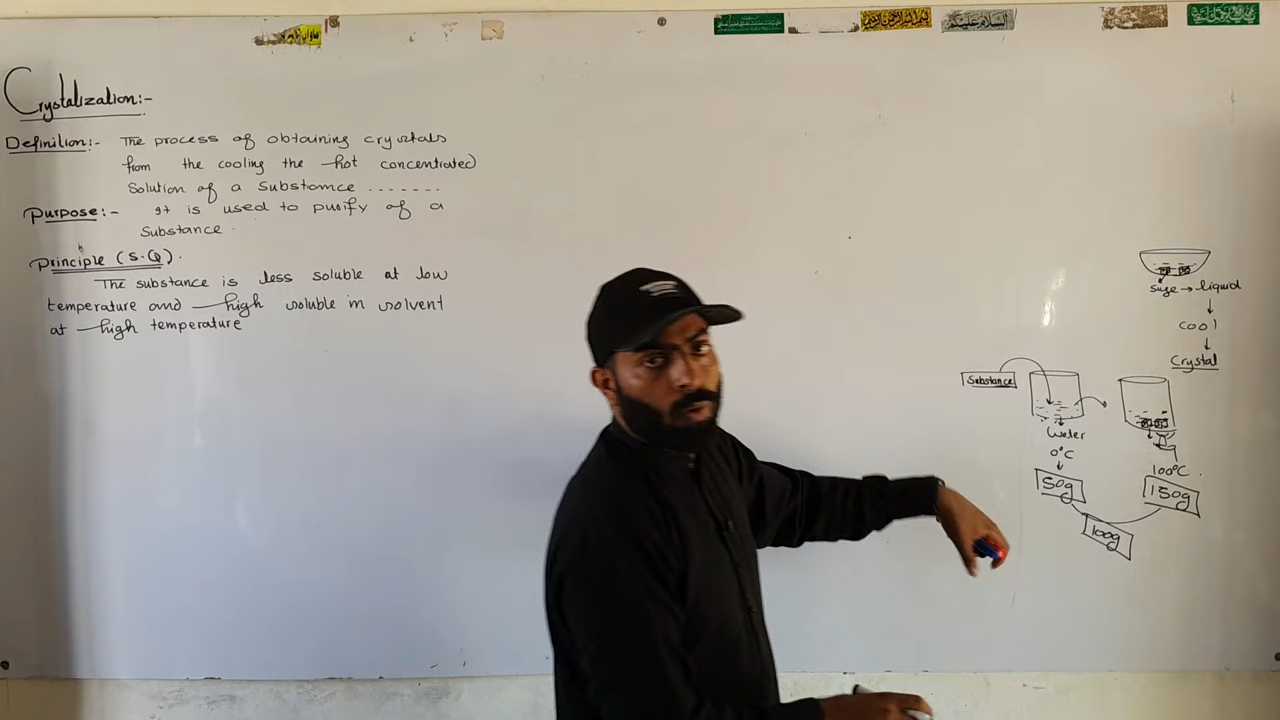 السلام علیکم
Crystalization:-
Definition:- The process of obtaining crystals
from the cooling the hot concentrated
Solution of a Substance .......
Purpose:- It is used to purify of a
Substance.
Principle (S.Q).
The substance is less soluble at low
temperature and high soluble in solvent
at high temperature
→ liquid
↓
cool
↓
Crystal
Substance
Water
0°C
↓
50g
100°C
150g
100g